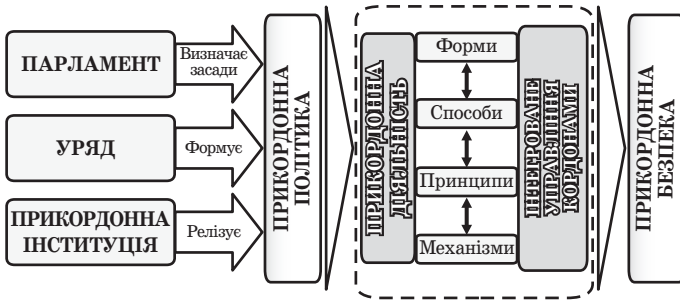 ПАРЛАМЕНТ
Визначає
засади
УРЯД
Формує
ПРИКОРДОННА
ІНСТИТУЦІЯ
Релізує
ПРИКОРДОННА
ПОЛІТИКА
ПРИКОРДОННА
ДІЯЛЬНІСТЬ
Форми
Способи
Принципи
Механізми
ІНТЕГРОВАНЕ
УПРАВЛІННЯ
КОРДОНАМИ
ПРИКОРДОННА
БЕЗПЕКА